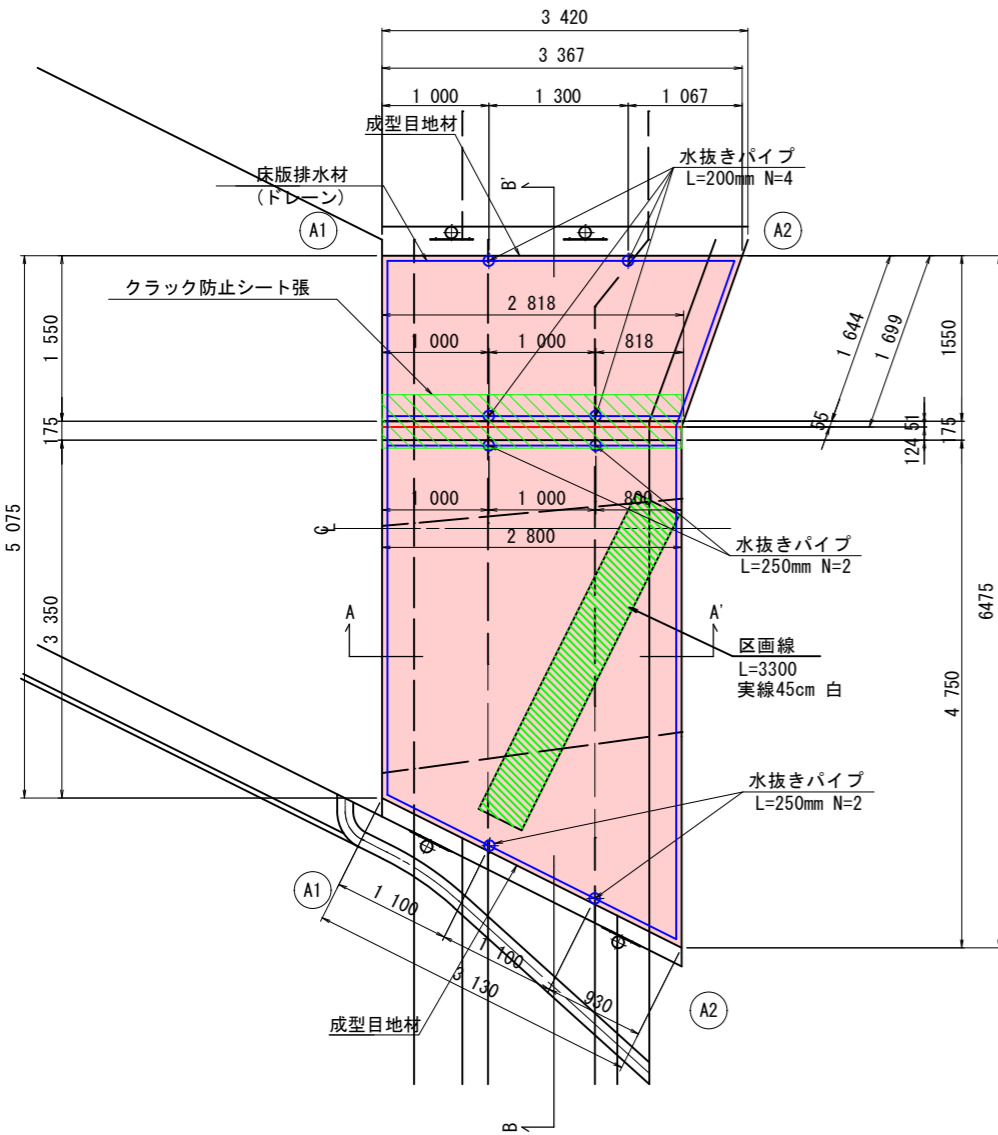 3 420
3 367
1 000
1 300
1 067
成型目地材
水抜きパイプ
L=200mm N=4
床版排水材
(ドレーン)
B'
A1
A2
クラック防止シート張
2 818
1 000
1 000
818
1 550
175
5 075
3 350
1 644
1 699
55
1550
51
175
124
6475
4 750
1 000
1 000
800
2 800
CL
水抜きパイプ
L=250mm N=2
A
A'
区画線
L=3300
実線45cm 白
水抜きパイプ
L=250mm N=2
A1
1 100
1 100
3 130
930
成型目地材
A2
B